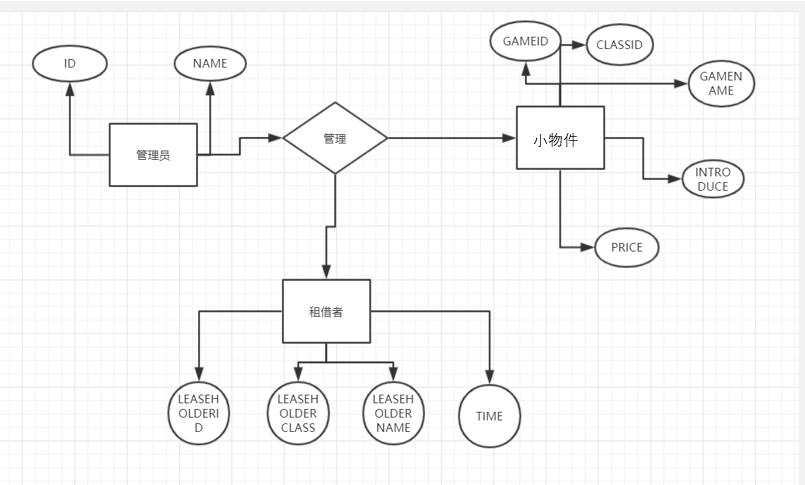 GAMEID
CLASSID
ID
NAME
GAMEN
AME
管理员
管理
小物件
INTRO
DUCE
PRICE
租借者
LEASEH
OLDERI
D
LEASEH
OLDER
CLASS
LEASEH
OLDER
NAME
TIME